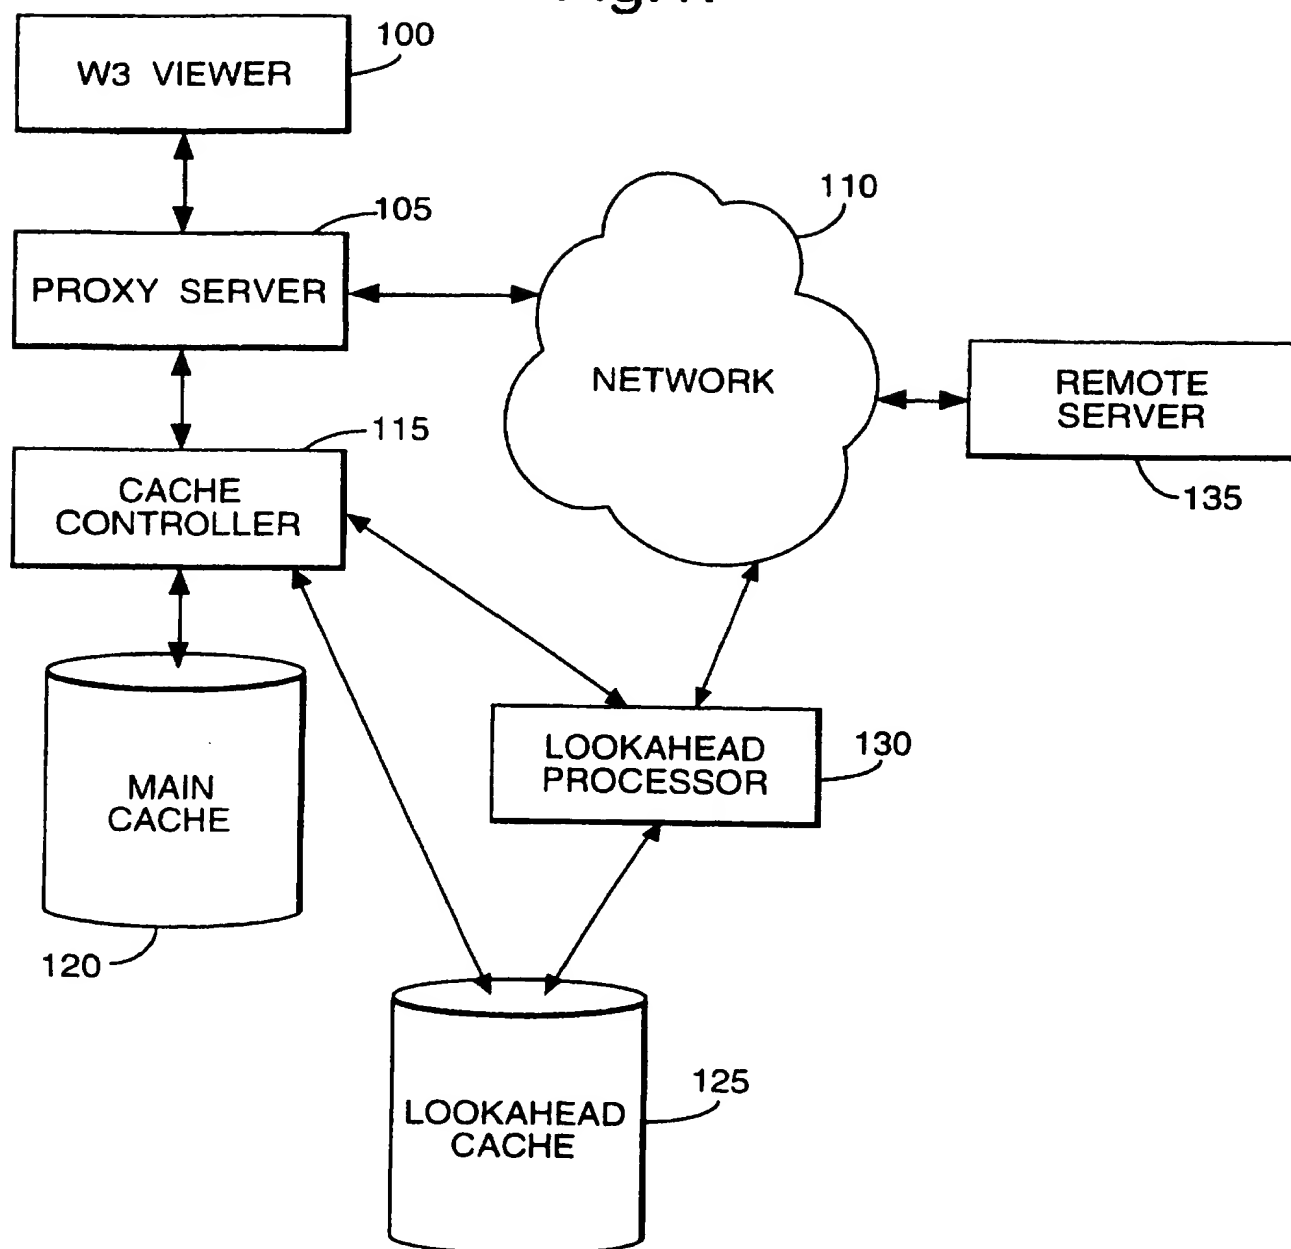 100
W3 VIEWER
110
105
PROXY SERVER
NETWORK
REMOTE
SERVER
115
135
CACHE
CONTROLLER
LOOKAHEAD
PROCESSOR
130
MAIN
CACHE
120
125
LOOKAHEAD
CACHE